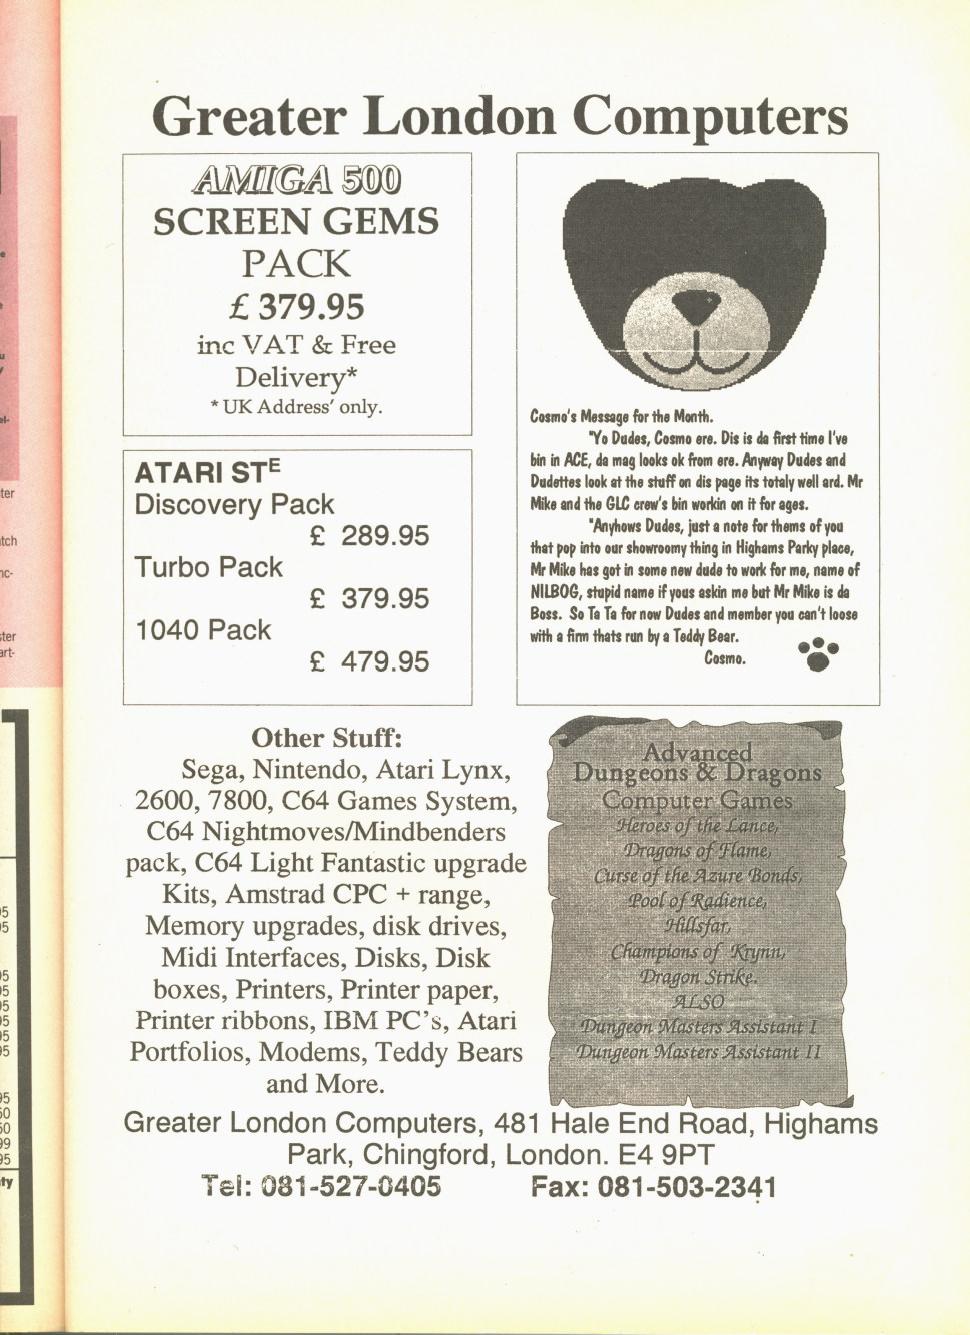 Greater London Computers
AMIGA 500
SCREEN GEMS
PACK
£ 379.95
inc VAT & Free
Delivery*
* UK Address' only.
ATARI STE
Discovery Pack
£ 289.95
Turbo Pack
£ 379.95
1040 Pack
£ 479.95
Cosmo's Message for the Month.
"Yo Dudes, Cosmo ere. Dis is da first time I've
bin in ACE, da mag looks ok from ere. Anyway Dudes and
Dudettes look at the stuff on dis page its totaly well ard. Mr
Mike and the GLC crew's bin workin on it for ages.
"Anyhows Dudes, just a note for thems of you
that pop into our showroomy thing in Highams Parky place,
Mr Mike has got in some new dude to work for me, name of
NILBOG, stupid name if yous askin me but Mr Mike is da
Boss. So Ta Ta for now Dudes and member you can't loose
with a firm thats run by a Teddy Bear.
Cosmo.
Other Stuff:
Sega, Nintendo, Atari Lynx,
2600, 7800, C64 Games System,
C64 Nightmoves/Mindbenders
pack, C64 Light Fantastic upgrade
Kits, Amstrad CPC + range,
Memory upgrades, disk drives,
Midi Interfaces, Disks, Disk
boxes, Printers, Printer paper,
Printer ribbons, IBM PC's, Atari
Portfolios, Modems, Teddy Bears
and More.
Advanced
Dungeons & Dragons
Computer Games
Heroes of the Lance,
Dragons of Flame,
Curse of the Azure Bonds,
Pool of Radience,
Hillsfar,
Champions of Krynn,
Dragon Strike.
ALSO
Dungeon Masters Assistant I
Dungeon Masters Assistant II
Greater London Computers, 481 Hale End Road, Highams
Park, Chingford, London. E4 9PT
Tel: 081-527-0405 Fax: 081-503-2341